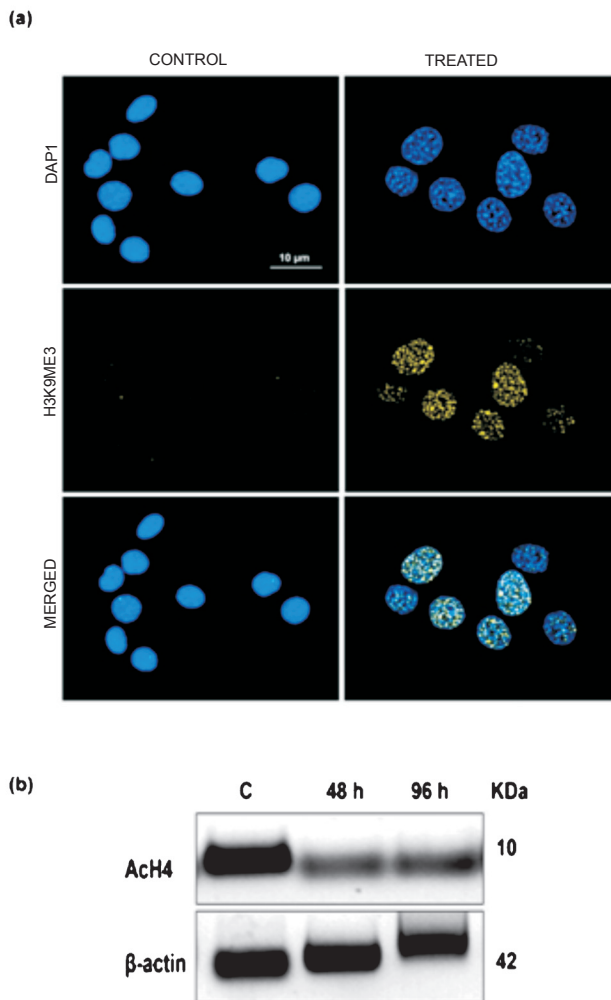 (a)
CONTROL TREATED
DAP1
10 µm
H3K9ME3
MERGED
(b)
C 48 h 96 h KDa
AcH4 10
β-actin 42